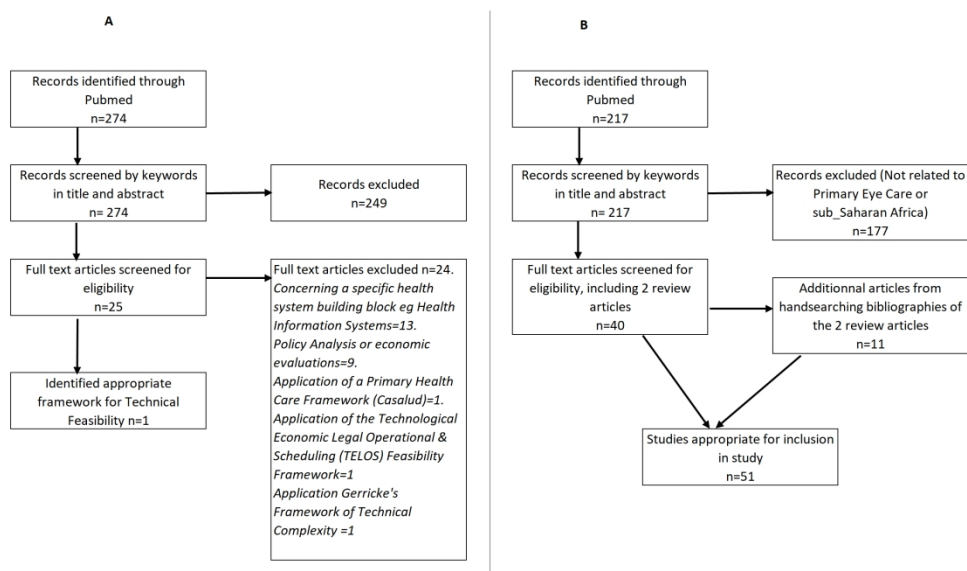 A
Records identified through
Pubmed
n=274
Records screened by keywords
in title and abstract
n= 274
Records excluded
n=249
Full text articles screened for
eligibility
n=25
Full text articles excluded n=24.
Concerning a specific health
system building block eg Health
Information Systems=13.
Policy Analysis or economic
evaluations=9.
Application of a Primary Health
Care Framework (Casalud)=1.
Application of the Technological
Economic Legal Operational &
Scheduling (TELOS) Feasibility
Framework=1
Application Gerricke's
Framework of Technical
Complexity =1
Identified appropriate
framework for Technical
Feasibility n=1
B
Records identified through
Pubmed
n=217
Records screened by keywords
in title and abstract
n= 217
Records excluded (Not related to
Primary Eye Care or
sub_Saharan Africa)
n=177
Full text articles screened for
eligibility, including 2 review
articles
n=40
Additionnal articles from
handsearching bibliographies of
the 2 review articles
n=11
Studies appropriate for inclusion
in study
n=51